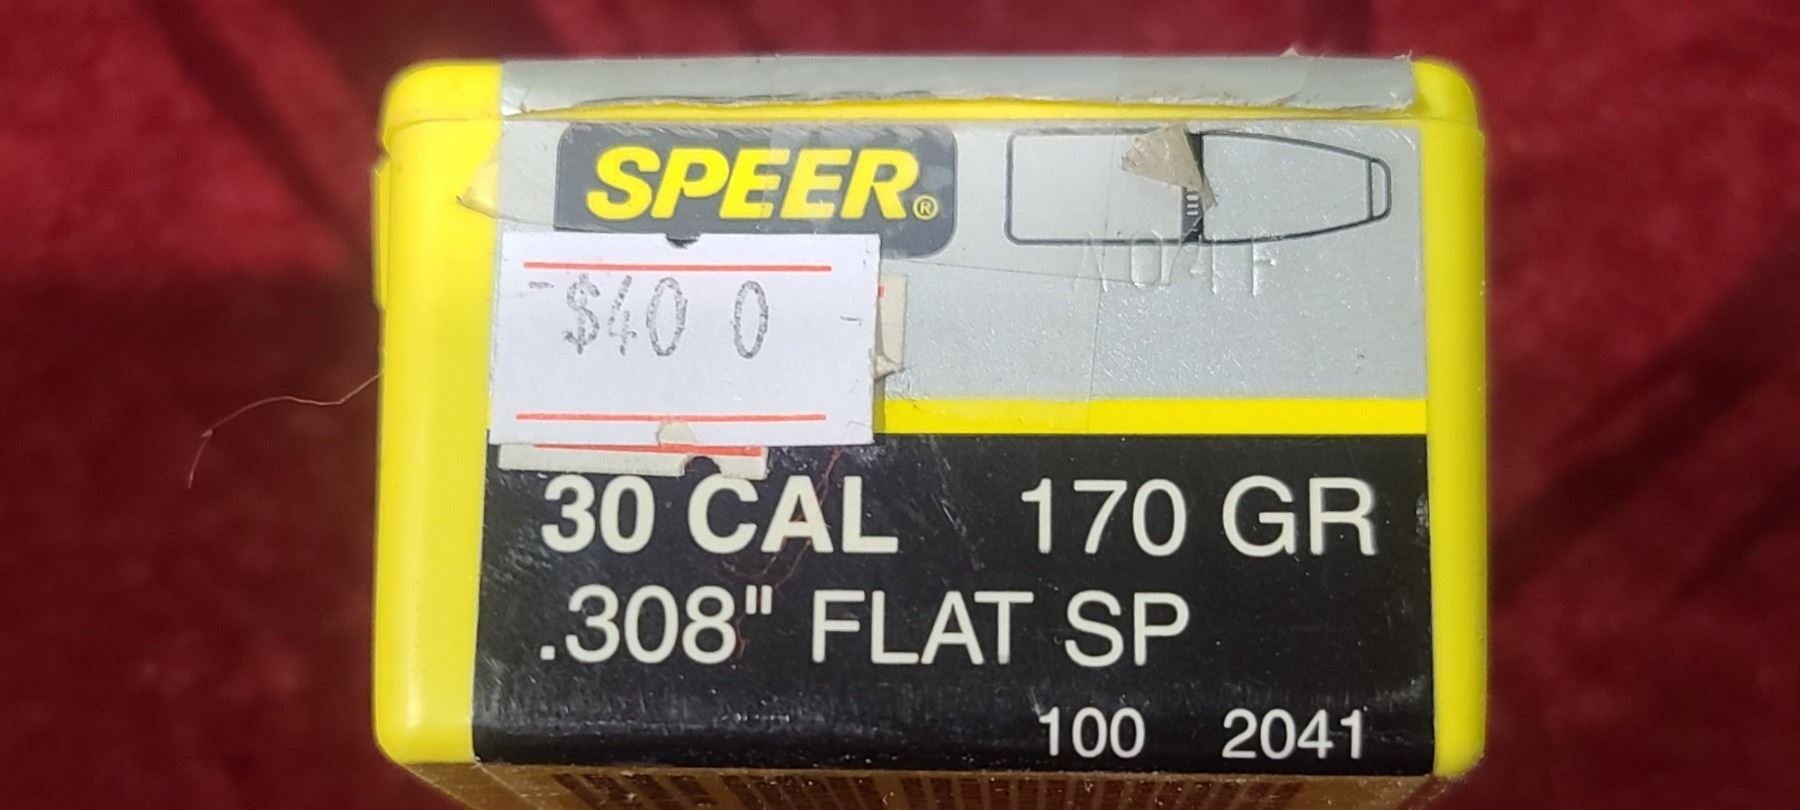 SPEER®
$40 0
30 CAL 170 GR
.308" FLAT SP
100 2041